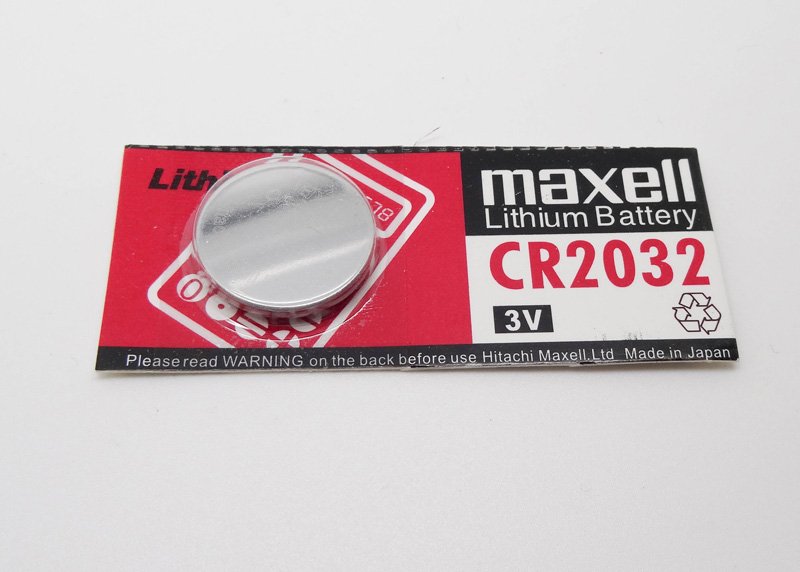 maxell
Lithium Battery
CR2032
3V
Please read WARNING on the back before use Hitachi Maxell.Ltd Made in Japan